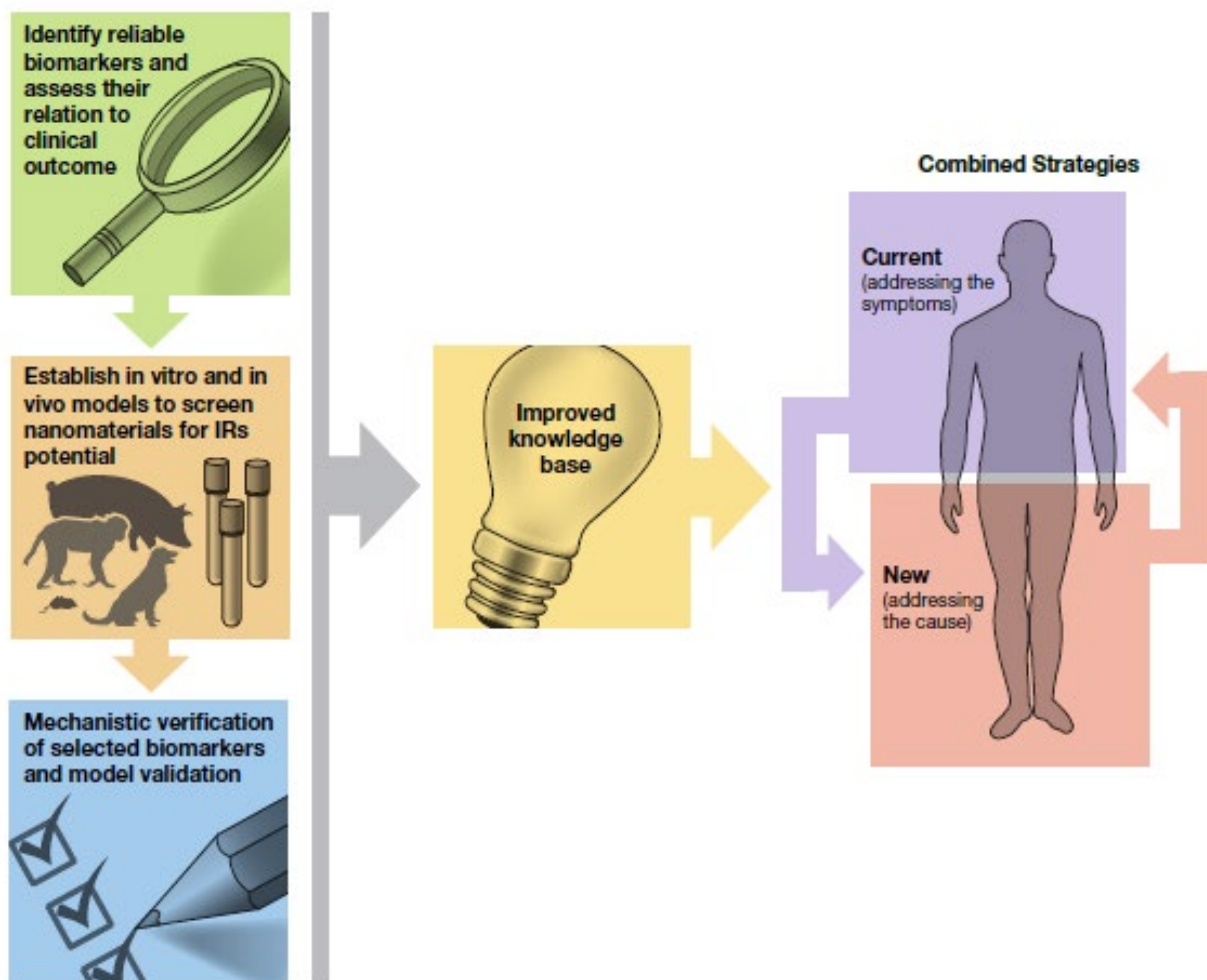 Identify reliable
biomarkers and
assess their
relation to
clinical
outcome
Establish in vitro and in
vivo models to screen
nanomaterials for IRs
potential
Mechanistic verification
of selected biomarkers
and model validation
Improved
knowledge
base
Combined Strategies
Current
(addressing the
symptoms)
New
(addressing
the cause)